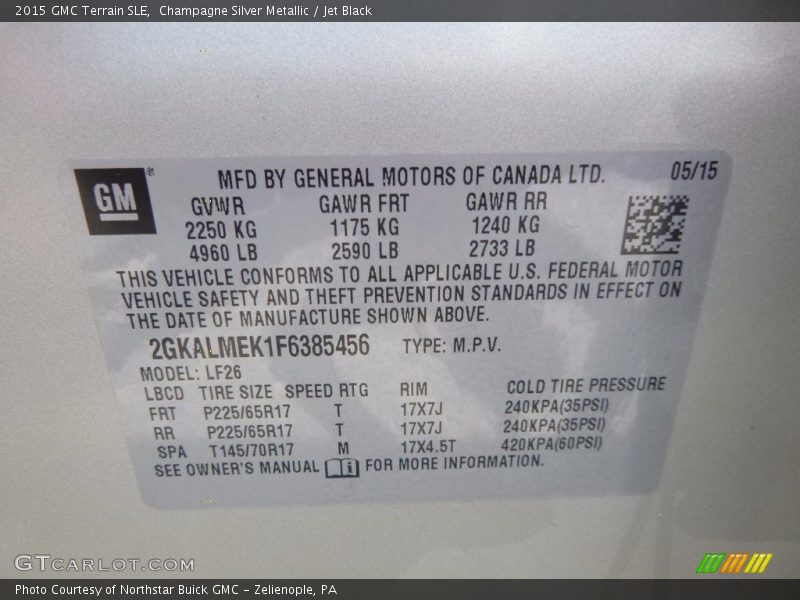 2015 GMC Terrain SLE,  Champagne Silver Metallic / Jet Black
GM ®
MFD BY GENERAL MOTORS OF CANADA LTD. 05/15
GVWR GAWR FRT GAWR RR
2250 KG 1175 KG 1240 KG
4960 LB 2590 LB 2733 LB
THIS VEHICLE CONFORMS TO ALL APPLICABLE U.S. FEDERAL MOTOR
VEHICLE SAFETY AND THEFT PREVENTION STANDARDS IN EFFECT ON
THE DATE OF MANUFACTURE SHOWN ABOVE.
2GKALMEK1F6385456 TYPE: M.P.V.
MODEL: LF26
LBCD TIRE SIZE SPEED RTG RIM COLD TIRE PRESSURE
FRT P225/65R17 T 17X7J 240KPA(35PSI)
RR P225/65R17 T 17X7J 240KPA(35PSI)
SPA T145/70R17 M 17X4.5T 420KPA(60PSI)
SEE OWNER'S MANUAL i FOR MORE INFORMATION.
GTCARLOT.COM
Photo Courtesy of Northstar Buick GMC - Zelienople, PA